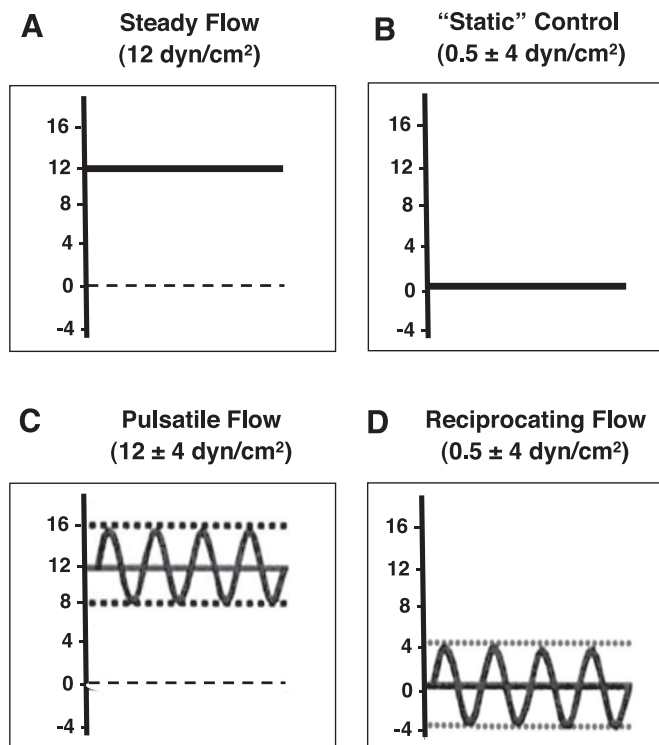 A
Steady Flow
(12 dyn/cm²)
16
12
8
4
0
-4
B
“Static” Control
(0.5 ± 4 dyn/cm²)
16
12
8
4
0
-4
C
Pulsatile Flow
(12 ± 4 dyn/cm²)
16
12
8
4
0
-4
D
Reciprocating Flow
(0.5 ± 4 dyn/cm²)
16
12
8
4
0
-4